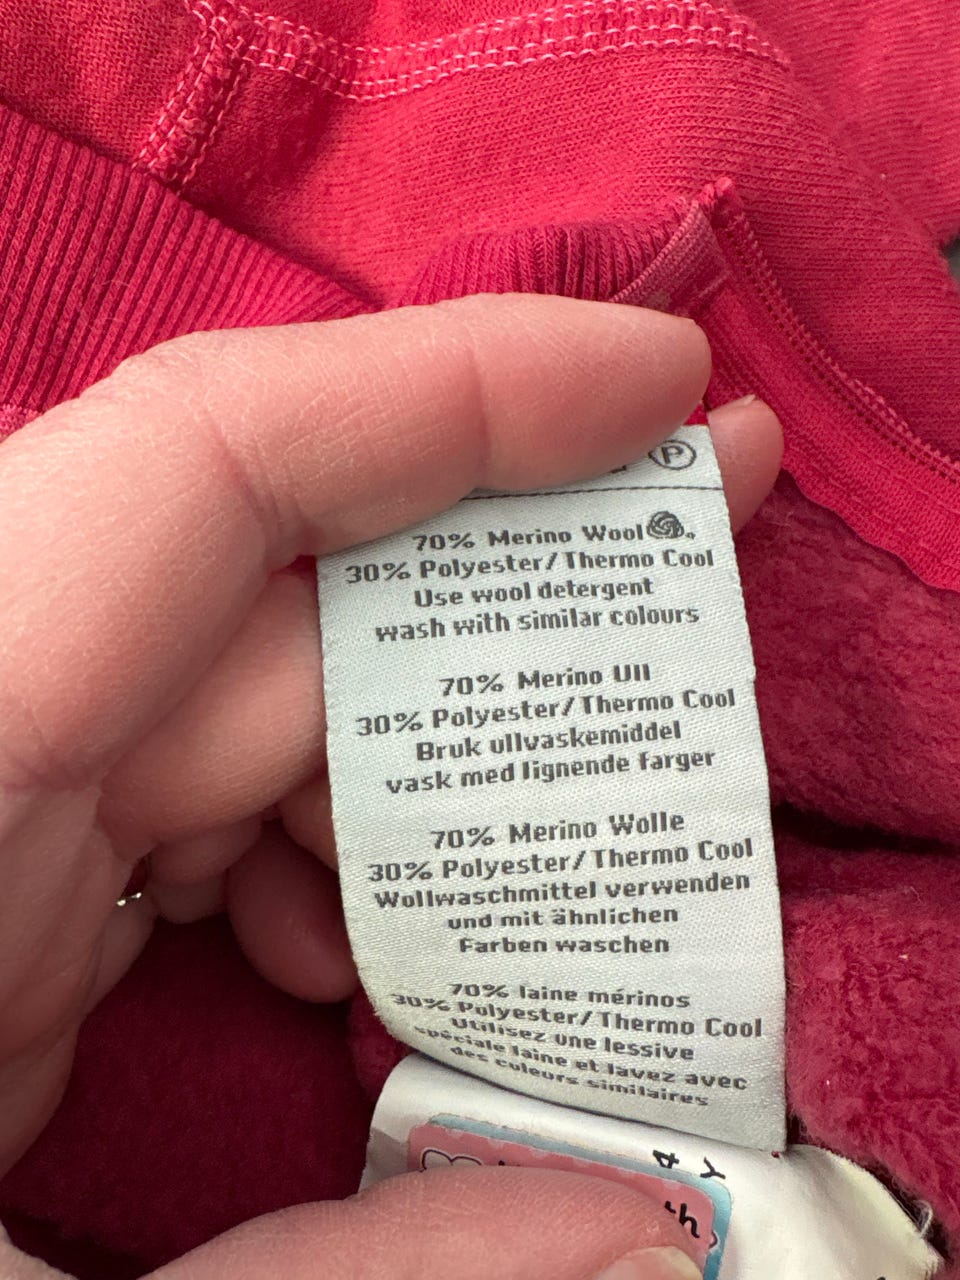 P
70% Merino Wool
30% Polyester/Thermo Cool
Use wool detergent
wash with similar colours
70% Merino Ull
30% Polyester/Thermo Cool
Bruk ullvaskemiddel
vask med lignende farger
70% Merino Wolle
30% Polyester/Thermo Cool
Wollwaschmittel verwenden
und mit ähnlichen
Farben waschen
70% laine mérinos
30% Polyester/Thermo Cool
Utilisez une lessive
spéciale laine et lavez avec
des couleurs similaires
4 Y
th